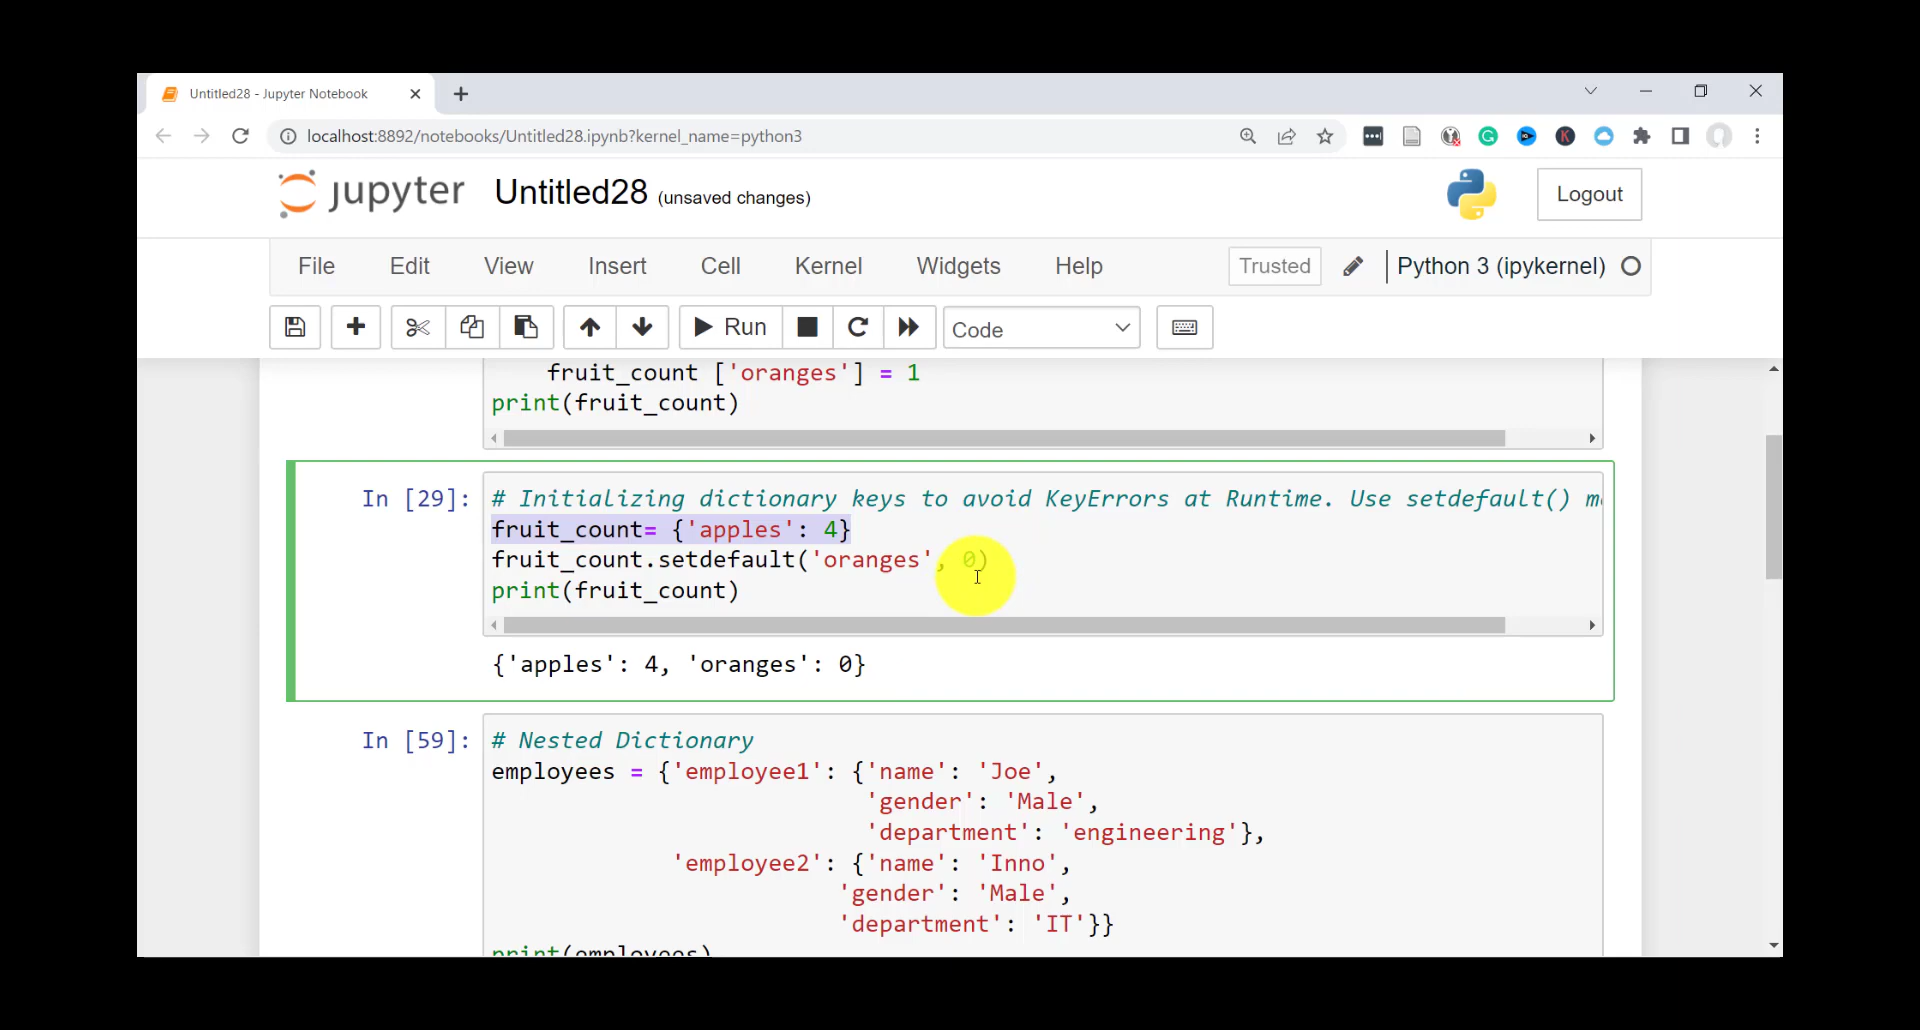 Untitled28 - Jupyter Notebook
localhost:8892/notebooks/Untitled28.ipynb?kernel_name=python3
jupyter Untitled28 (unsaved changes) Logout
File Edit View Insert Cell Kernel Widgets Help Trusted Python 3 (ipykernel)
Run Code
fruit_count ['oranges'] = 1
print(fruit_count)
In [29]: # Initializing dictionary keys to avoid KeyErrors at Runtime. Use setdefault()
fruit_count= {'apples': 4}
fruit_count.setdefault('oranges', 0)
print(fruit_count)
{'apples': 4, 'oranges': 0}
In [59]: # Nested Dictionary
employees = {'employee1': {'name': 'Joe',
'gender': 'Male',
'department': 'engineering'},
'employee2': {'name': 'Inno',
'gender': 'Male',
'department': 'IT'}}
print(employees)